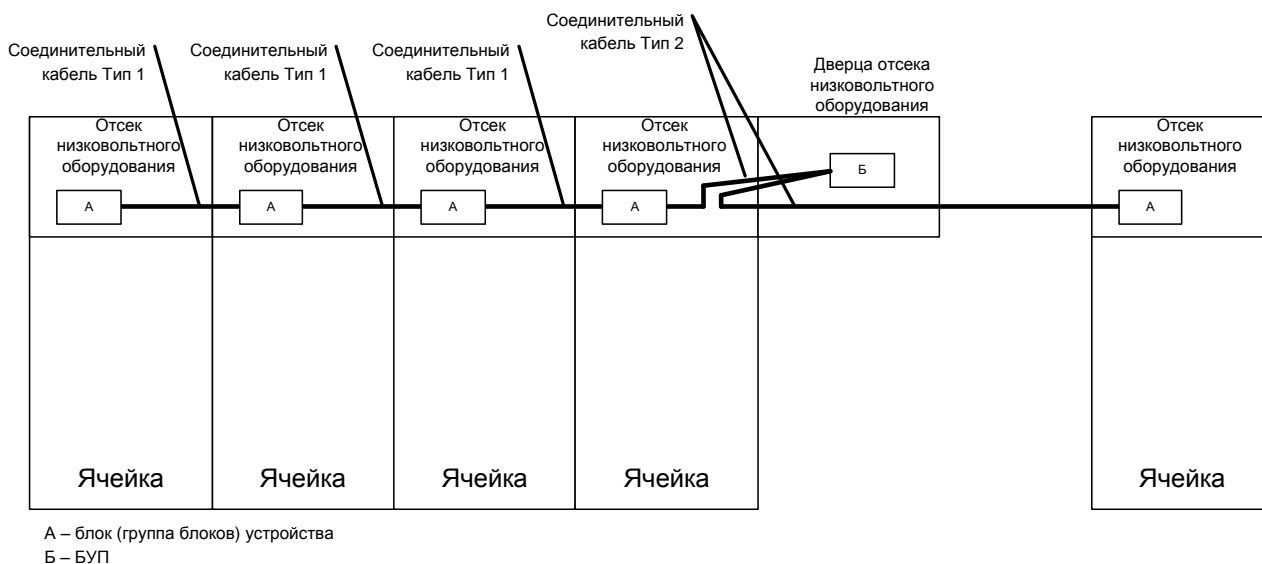 Соединительный
кабель Тип 1
Соединительный
кабель Тип 1
Соединительный
кабель Тип 1
Соединительный
кабель Тип 2
Дверца отсека
низковольтного
оборудования
Отсек
низковольтного
оборудования
Отсек
низковольтного
оборудования
Отсек
низковольтного
оборудования
Отсек
низковольтного
оборудования
Отсек
низковольтного
оборудования
А
А
А
А
Б
А
Ячейка
Ячейка
Ячейка
Ячейка
Ячейка
А – блок (группа блоков) устройства
Б – БУП